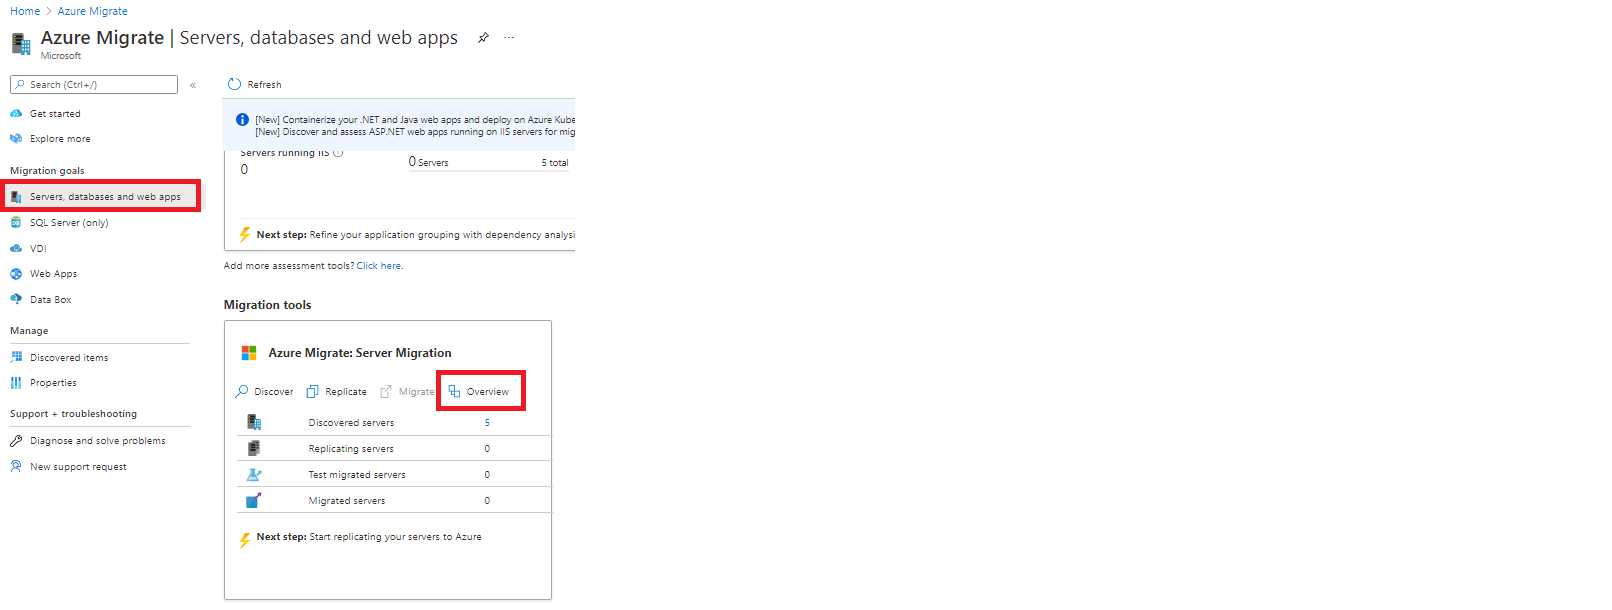 Home > Azure Migrate
Azure Migrate | Servers, databases and web apps ...
Microsoft
Search (Ctrl+/) «
Get started
Explore more
Migration goals
Servers, databases and web apps
SQL Server (only)
VDI
Web Apps
Data Box
Manage
Discovered items
Properties
Support + troubleshooting
Diagnose and solve problems
New support request
Refresh
[New] Containerize your .NET and Java web apps and deploy on Azure Kube
[New] Discover and assess ASP.NET web apps running on IIS servers for mig
Servers running IIS
0
0 Servers 5 total
Next step: Refine your application grouping with dependency analysi
Add more assessment tools? Click here.
Migration tools
Azure Migrate: Server Migration
Discover Replicate Migrate Overview
Discovered servers 5
Replicating servers 0
Test migrated servers 0
Migrated servers 0
Next step: Start replicating your servers to Azure